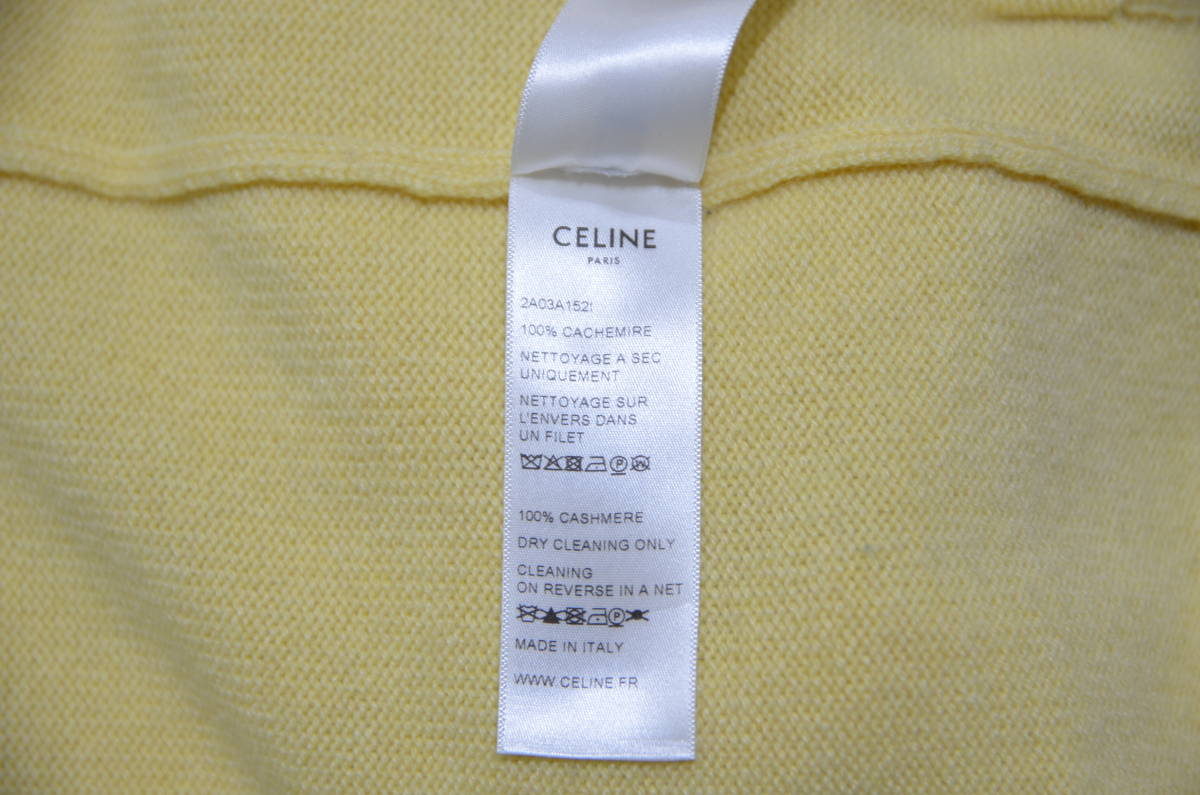 CELINE
PARIS
2A03A152I
100% CACHEMIRE
NETTOYAGE A SEC
UNIQUEMENT
NETTOYAGE SUR
L'ENVERS DANS
UN FILET
100% CASHMERE
DRY CLEANING ONLY
CLEANING
ON REVERSE IN A NET
MADE IN ITALY
WWW.CELINE.FR